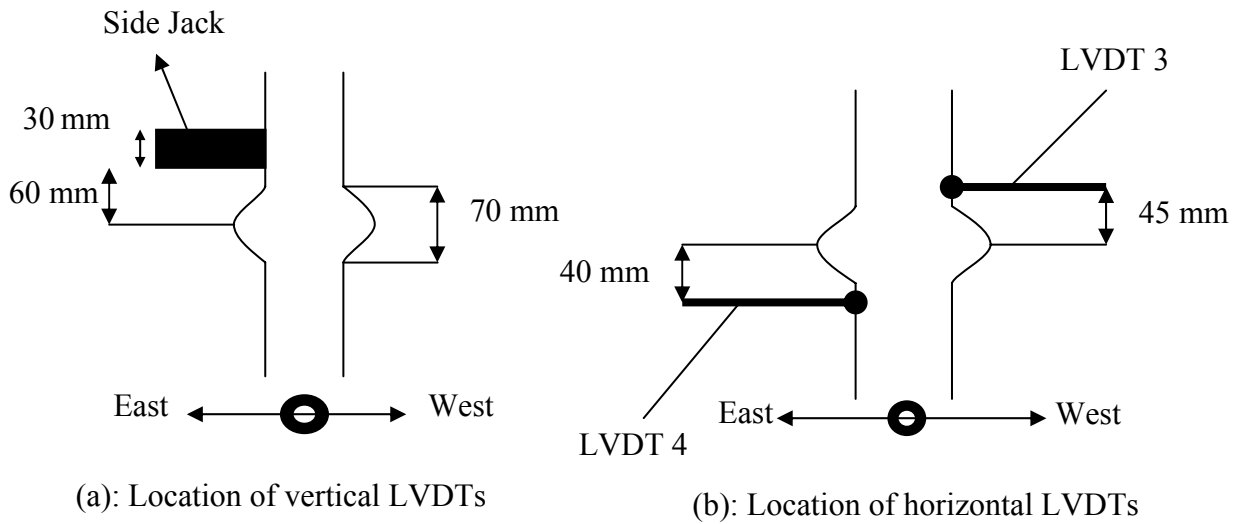 Side Jack
30 mm
60 mm
70 mm
East
West
(a): Location of vertical LVDTs
LVDT 3
45 mm
40 mm
East
West
LVDT 4
(b): Location of horizontal LVDTs